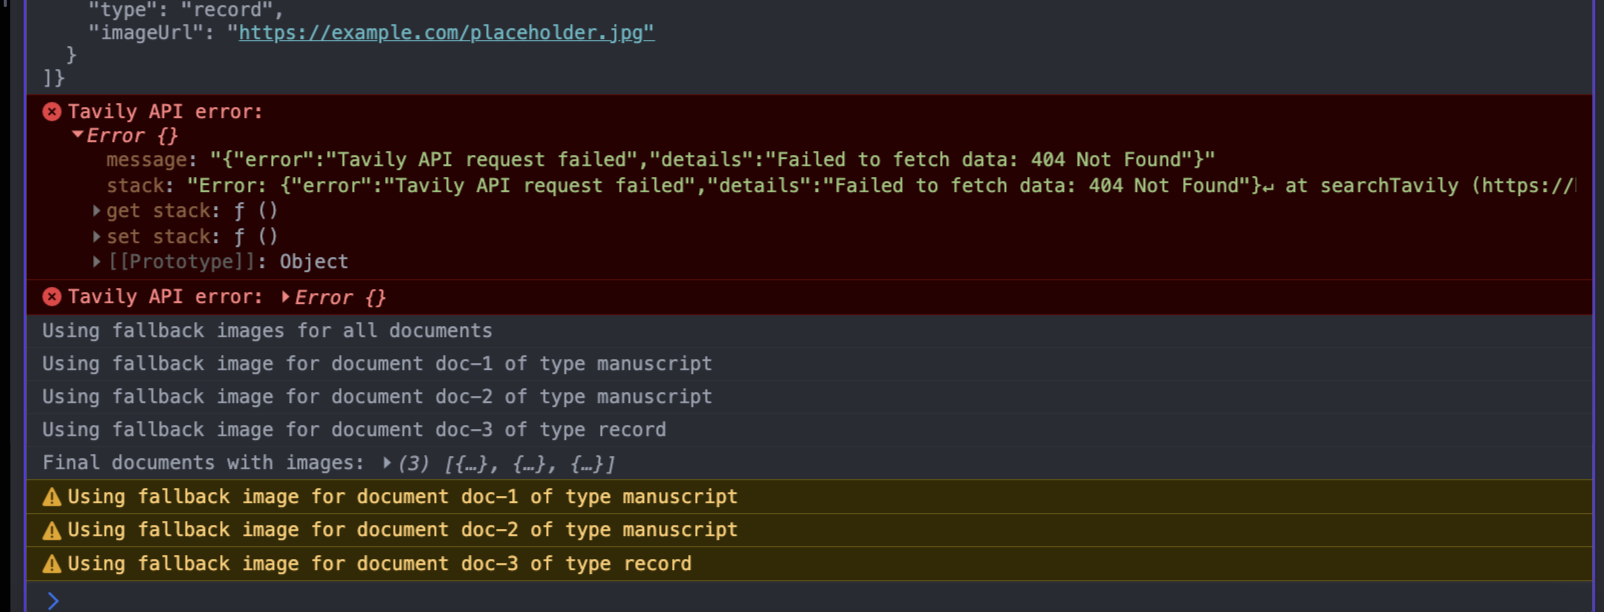 "type": "record",
"imageUrl": "https://example.com/placeholder.jpg"
}
]}
Tavily API error:
Error {}
message: "{"error":"Tavily API request failed","details":"Failed to fetch data: 404 Not Found"}"
stack: "Error: {"error":"Tavily API request failed","details":"Failed to fetch data: 404 Not Found"}↵ at searchTavily (https://
get stack: ƒ ()
set stack: ƒ ()
[[Prototype]]: Object
Tavily API error: Error {}
Using fallback images for all documents
Using fallback image for document doc-1 of type manuscript
Using fallback image for document doc-2 of type manuscript
Using fallback image for document doc-3 of type record
Final documents with images: (3) [{…}, {…}, {…}]
Using fallback image for document doc-1 of type manuscript
Using fallback image for document doc-2 of type manuscript
Using fallback image for document doc-3 of type record